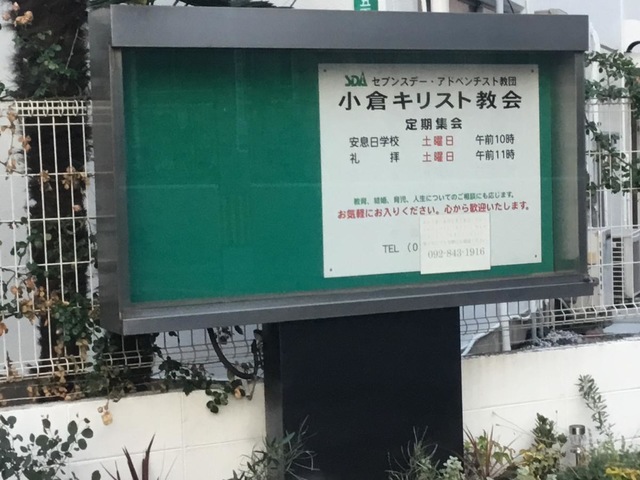 SDA セブンスデー・アドベンチスト教団
小倉キリスト教会
定期集会
安息日学校 土曜日 午前10時
礼 拝 土曜日 午前11時
教育、結婚、育児、人生についてのご相談にも応じます。
お気軽にお入りください。心から歓迎いたします。
TEL (0
092-843-1916